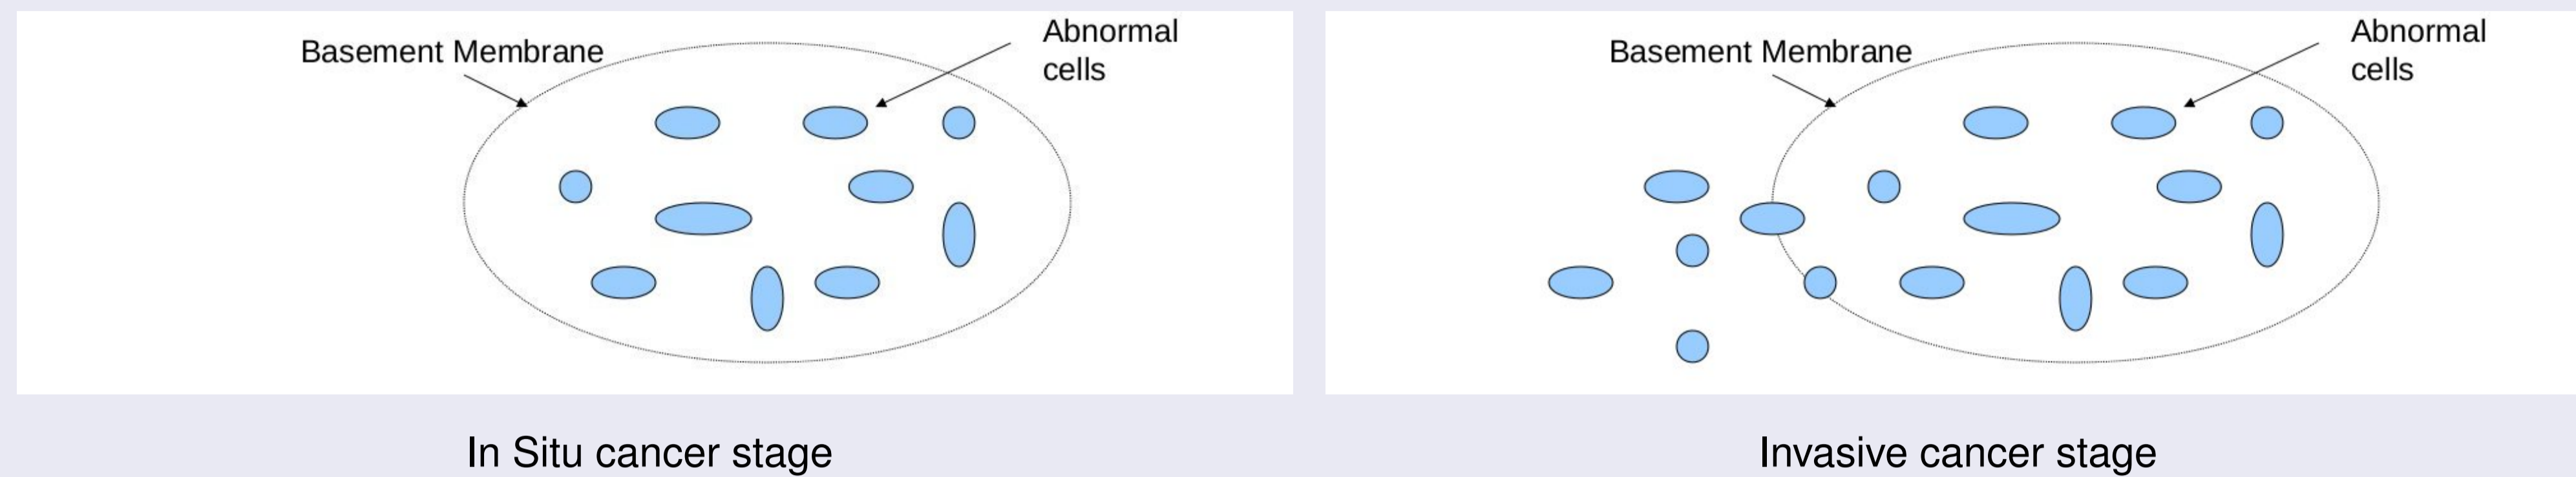 Basement Membrane
Abnormal
cells
Basement Membrane
Abnormal
cells
In Situ cancer stage
Invasive cancer stage